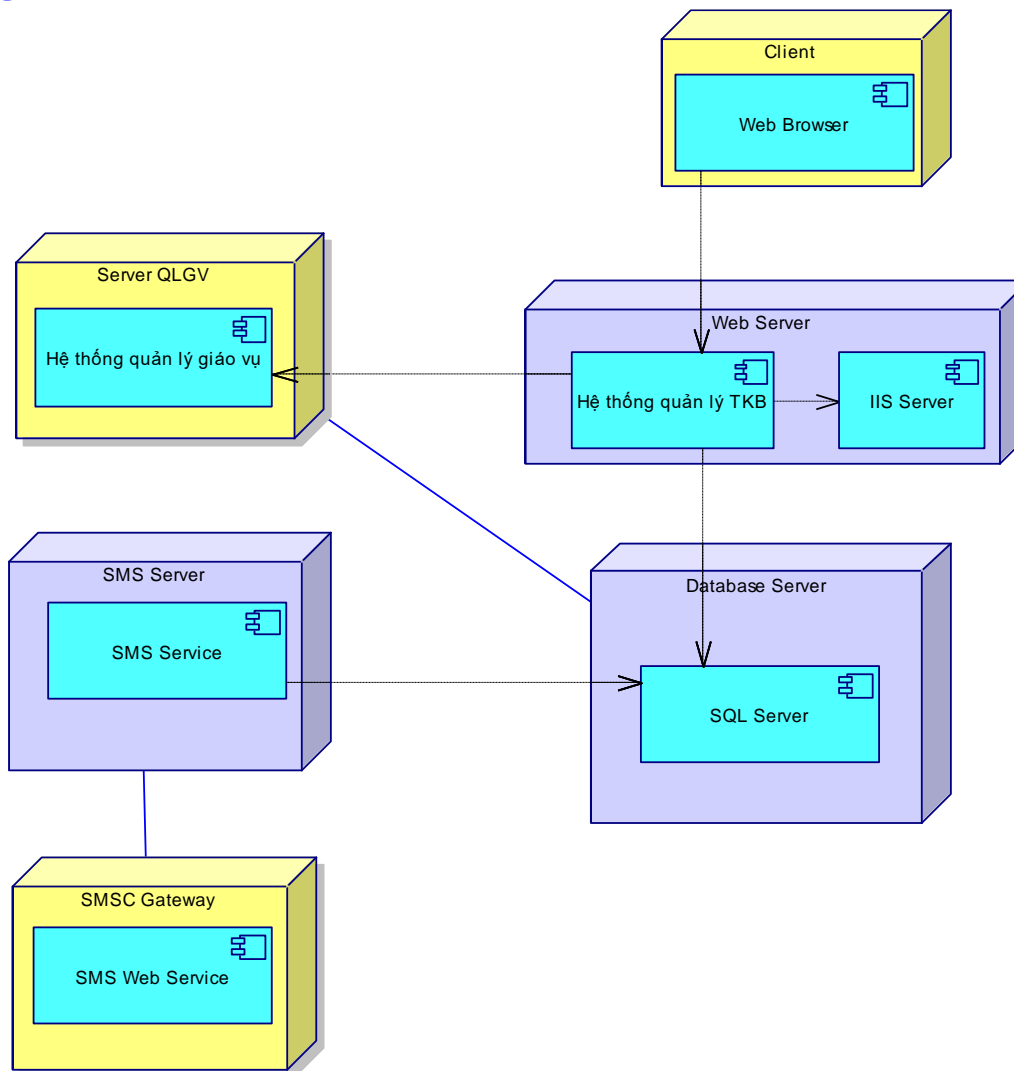 Client
Web Browser
Server QLGV
Hệ thống quản lý giáo vụ
Web Server
Hệ thống quản lý TKB
IIS Server
SMS Server
SMS Service
Database Server
SQL Server
SMSC Gateway
SMS Web Service